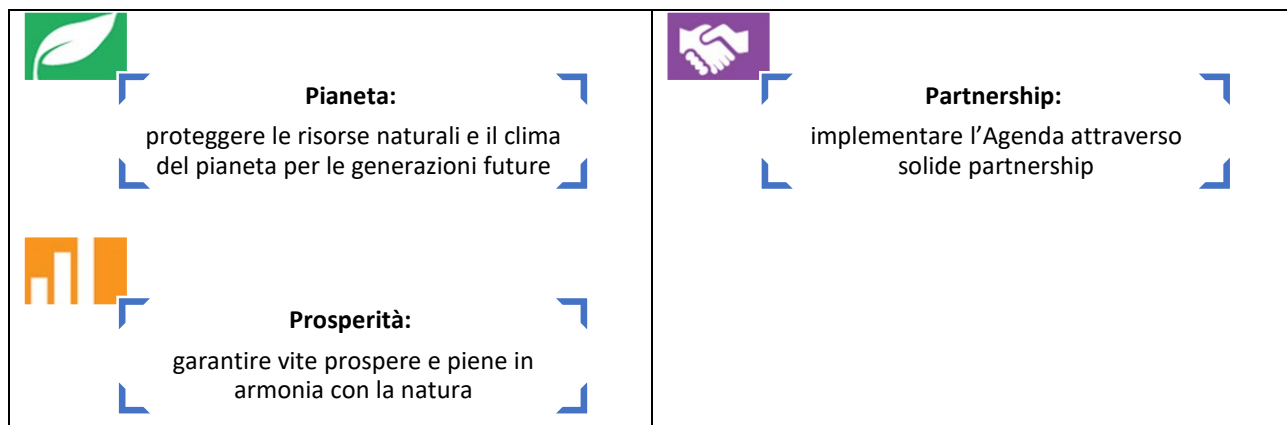 Pianeta:
proteggere le risorse naturali e il clima
del pianeta per le generazioni future
Prosperità:
garantire vite prospere e piene in
armonia con la natura
Partnership:
implementare l’Agenda attraverso
solide partnership